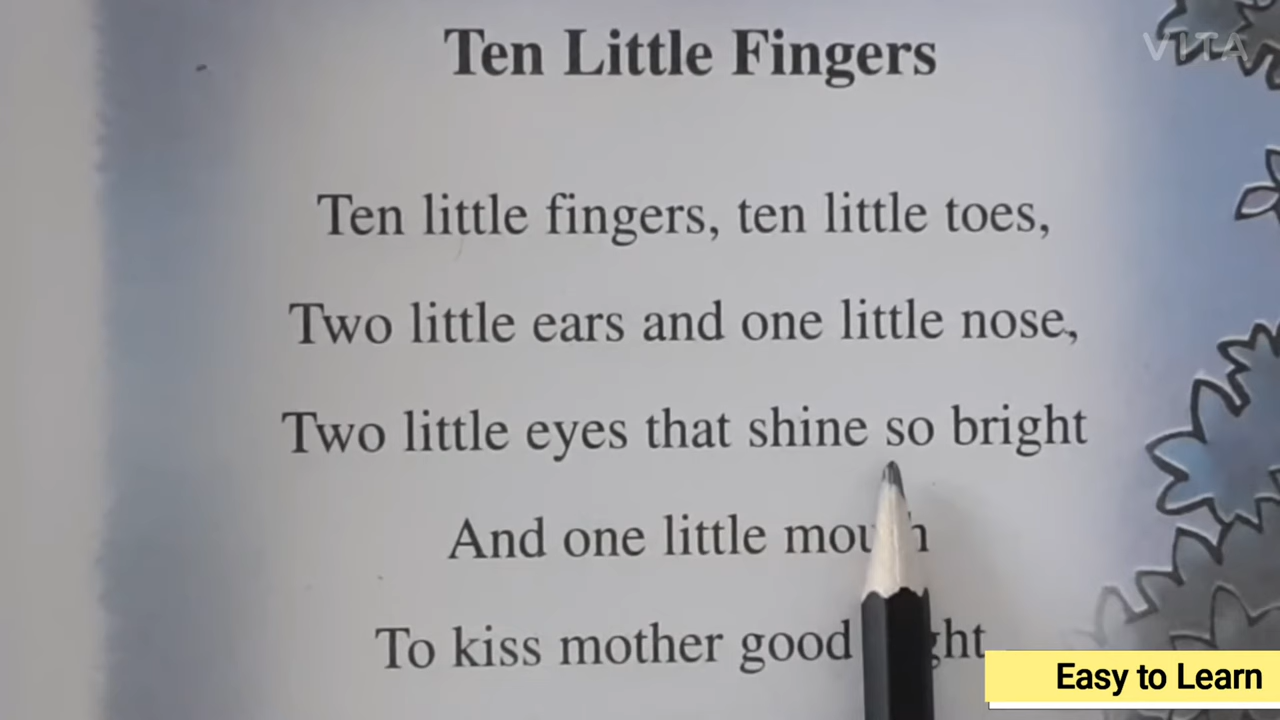 Ten Little Fingers
VITA
Ten little fingers, ten little toes,
Two little ears and one little nose,
Two little eyes that shine so bright
And one little
To kiss mother good
Easy to Learn